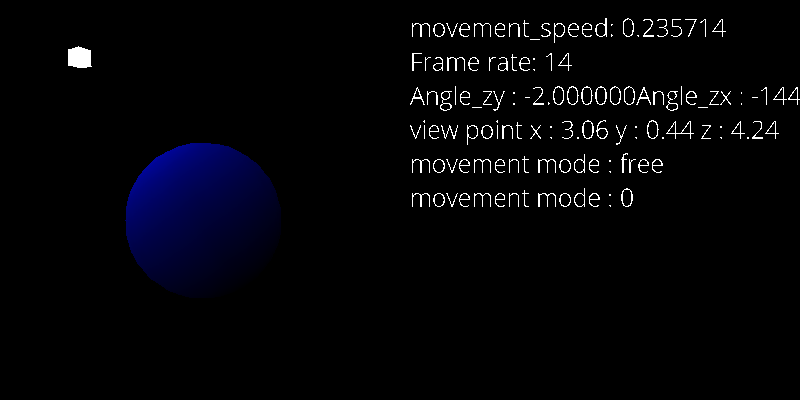 movement_speed: 0.235714
Frame rate: 14
Angle_zy : -2.000000Angle_zx : -144
view point x : 3.06 y : 0.44 z : 4.24
movement mode : free
movement mode : 0